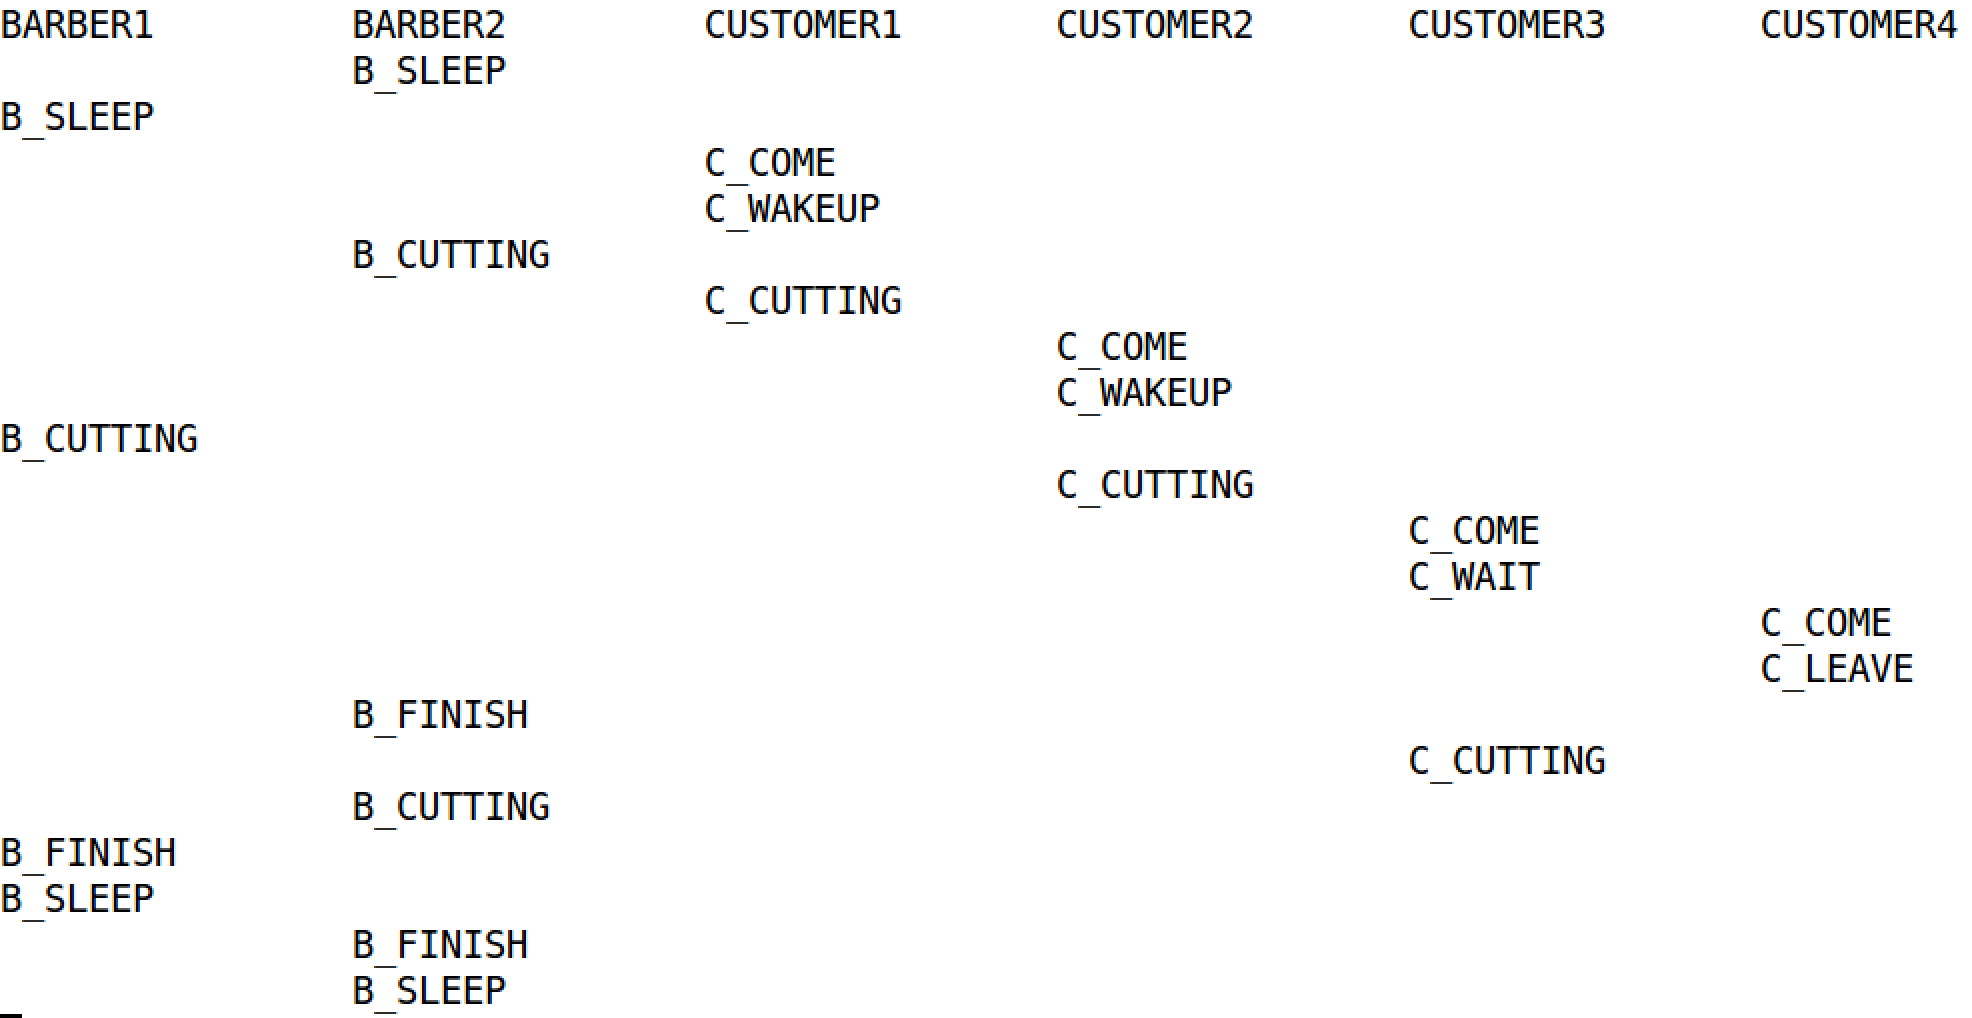 BARBER1 BARBER2 CUSTOMER1 CUSTOMER2 CUSTOMER3 CUSTOMER4
B_SLEEP
B_SLEEP
C_COME
C_WAKEUP
B_CUTTING
C_CUTTING
C_COME
C_WAKEUP
B_CUTTING
C_CUTTING
C_COME
C_WAIT
C_COME
C_LEAVE
B_FINISH
C_CUTTING
B_CUTTING
B_FINISH
B_SLEEP
B_FINISH
B_SLEEP